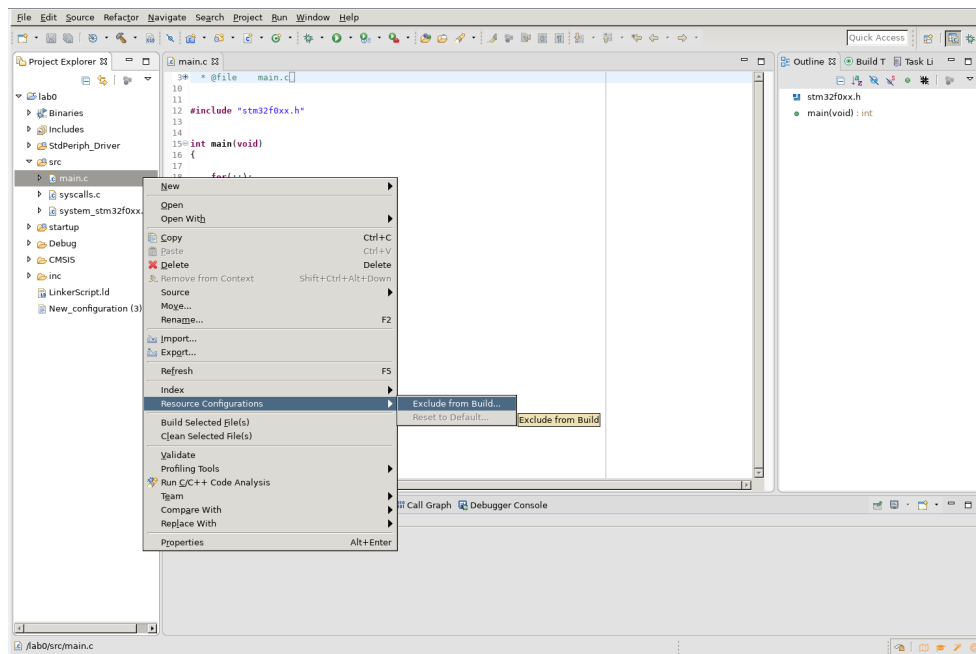 File Edit Source Refactor Navigate Search Project Run Window Help
Quick Access
Project Explorer
main.c
Outline
Build T
Task Li
lab0
Binaries
Includes
StdPeriph_Driver
src
main.c
syscalls.c
system_stm32f0xx.
startup
Debug
CMSIS
inc
LinkerScript.ld
New_configuration (3)
3 * @file main.c
10
11
12 #include "stm32f0xx.h"
13
14
15 int main(void)
16 {
17
18 for(;;);
stm32f0xx.h
main(void) : int
New
Open
Open With
Copy Ctrl+C
Paste Ctrl+V
Delete Delete
Remove from Context Shift+Ctrl+Alt+Down
Source
Move...
Rename... F2
Import...
Export...
Refresh F5
Index
Resource Configurations
Exclude from Build...
Reset to Default...
Exclude from Build
Build Selected File(s)
Clean Selected File(s)
Validate
Profiling Tools
Run C/C++ Code Analysis
Team
Compare With
Replace With
Properties Alt+Enter
Call Graph
Debugger Console
/lab0/src/main.c